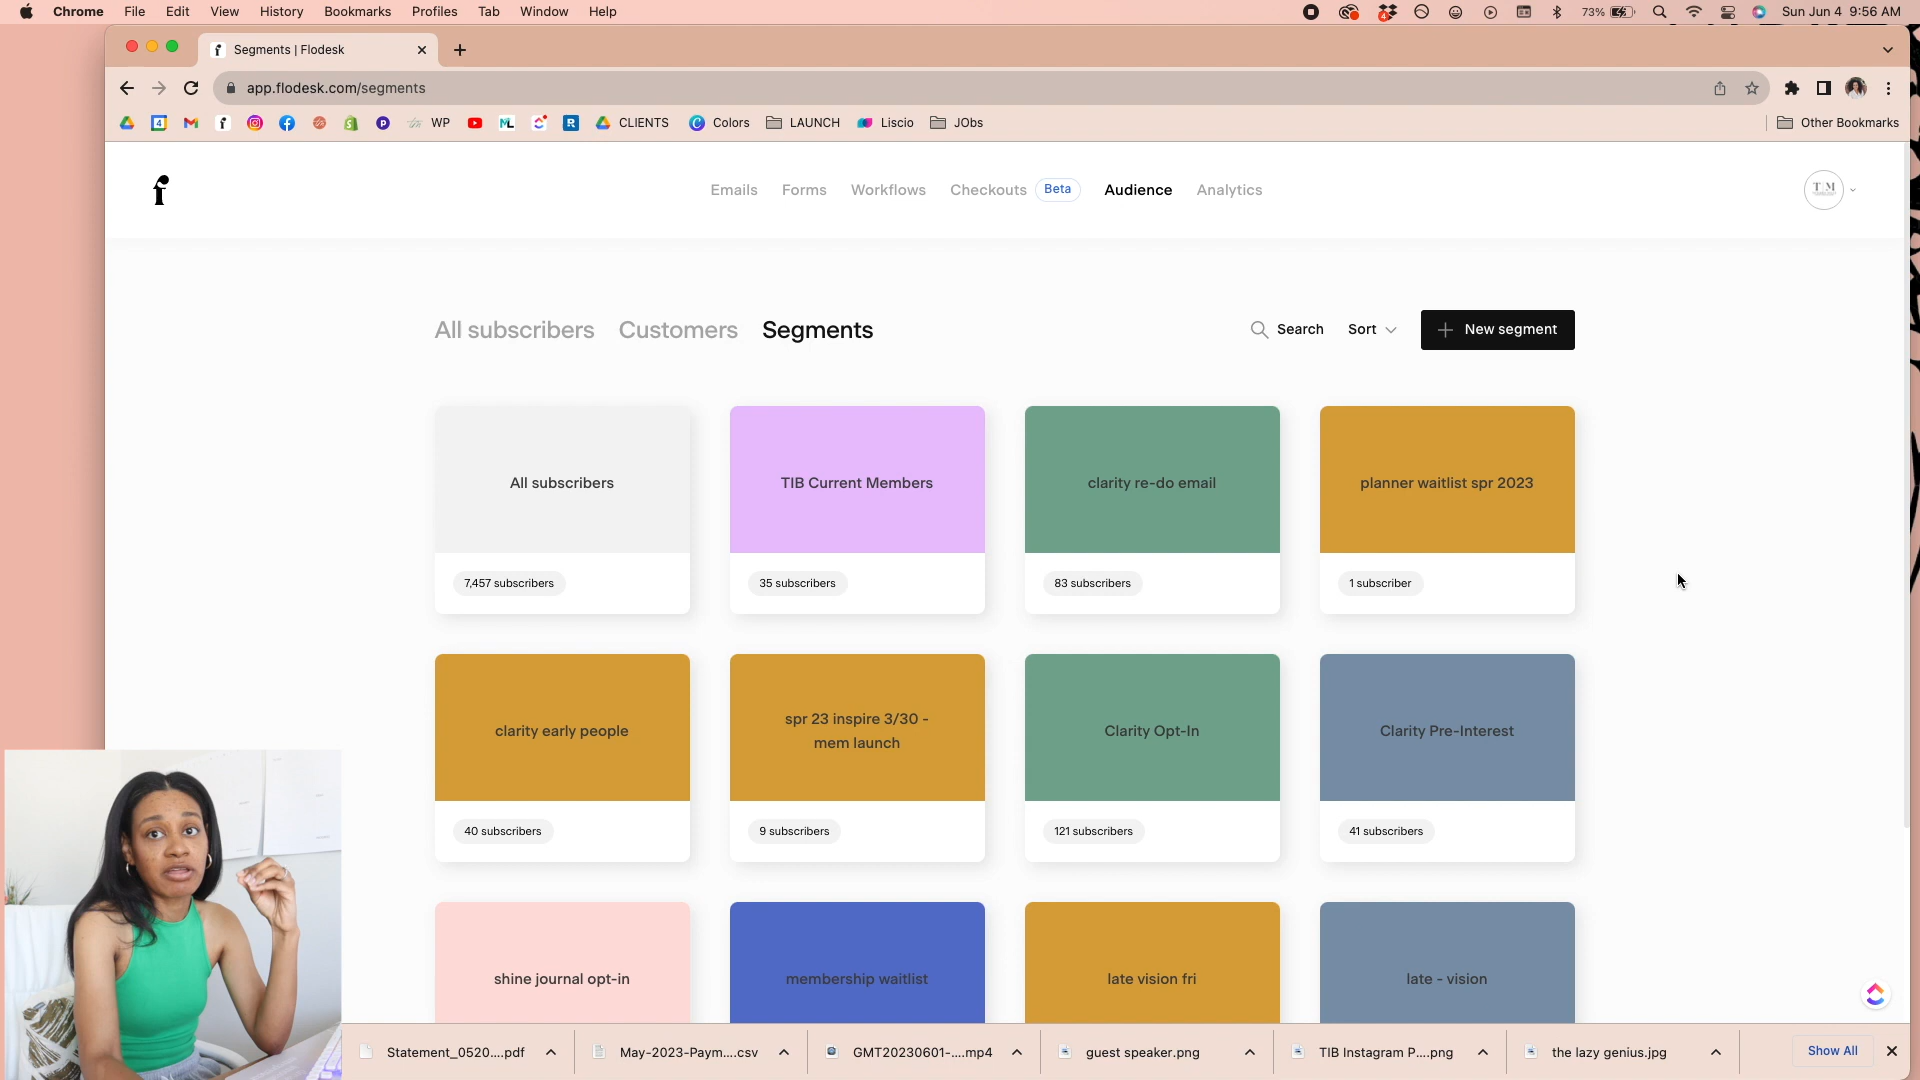 Chrome File Edit View History Bookmarks Profiles Tab Window Help
4
73%
Sun Jun 4 9:56 AM
Segments | Flodesk
app.flodesk.com/segments
4
WP
ML
R
CLIENTS
Colors
LAUNCH
Liscio
JObs
Other Bookmarks
f
Emails Forms Workflows Checkouts Beta Audience Analytics
T|M
All subscribers Customers Segments
Search Sort New segment
All subscribers
7,457 subscribers
TIB Current Members
35 subscribers
clarity re-do email
83 subscribers
planner waitlist spr 2023
1 subscriber
clarity early people
40 subscribers
spr 23 inspire 3/30 -
mem launch
9 subscribers
Clarity Opt-In
121 subscribers
Clarity Pre-Interest
41 subscribers
shine journal opt-in
membership waitlist
late vision fri
late - vision
Statement_0520....pdf
May-2023-Paym....csv
GMT20230601-....mp4
guest speaker.png
TIB Instagram P....png
the lazy genius.jpg
Show All